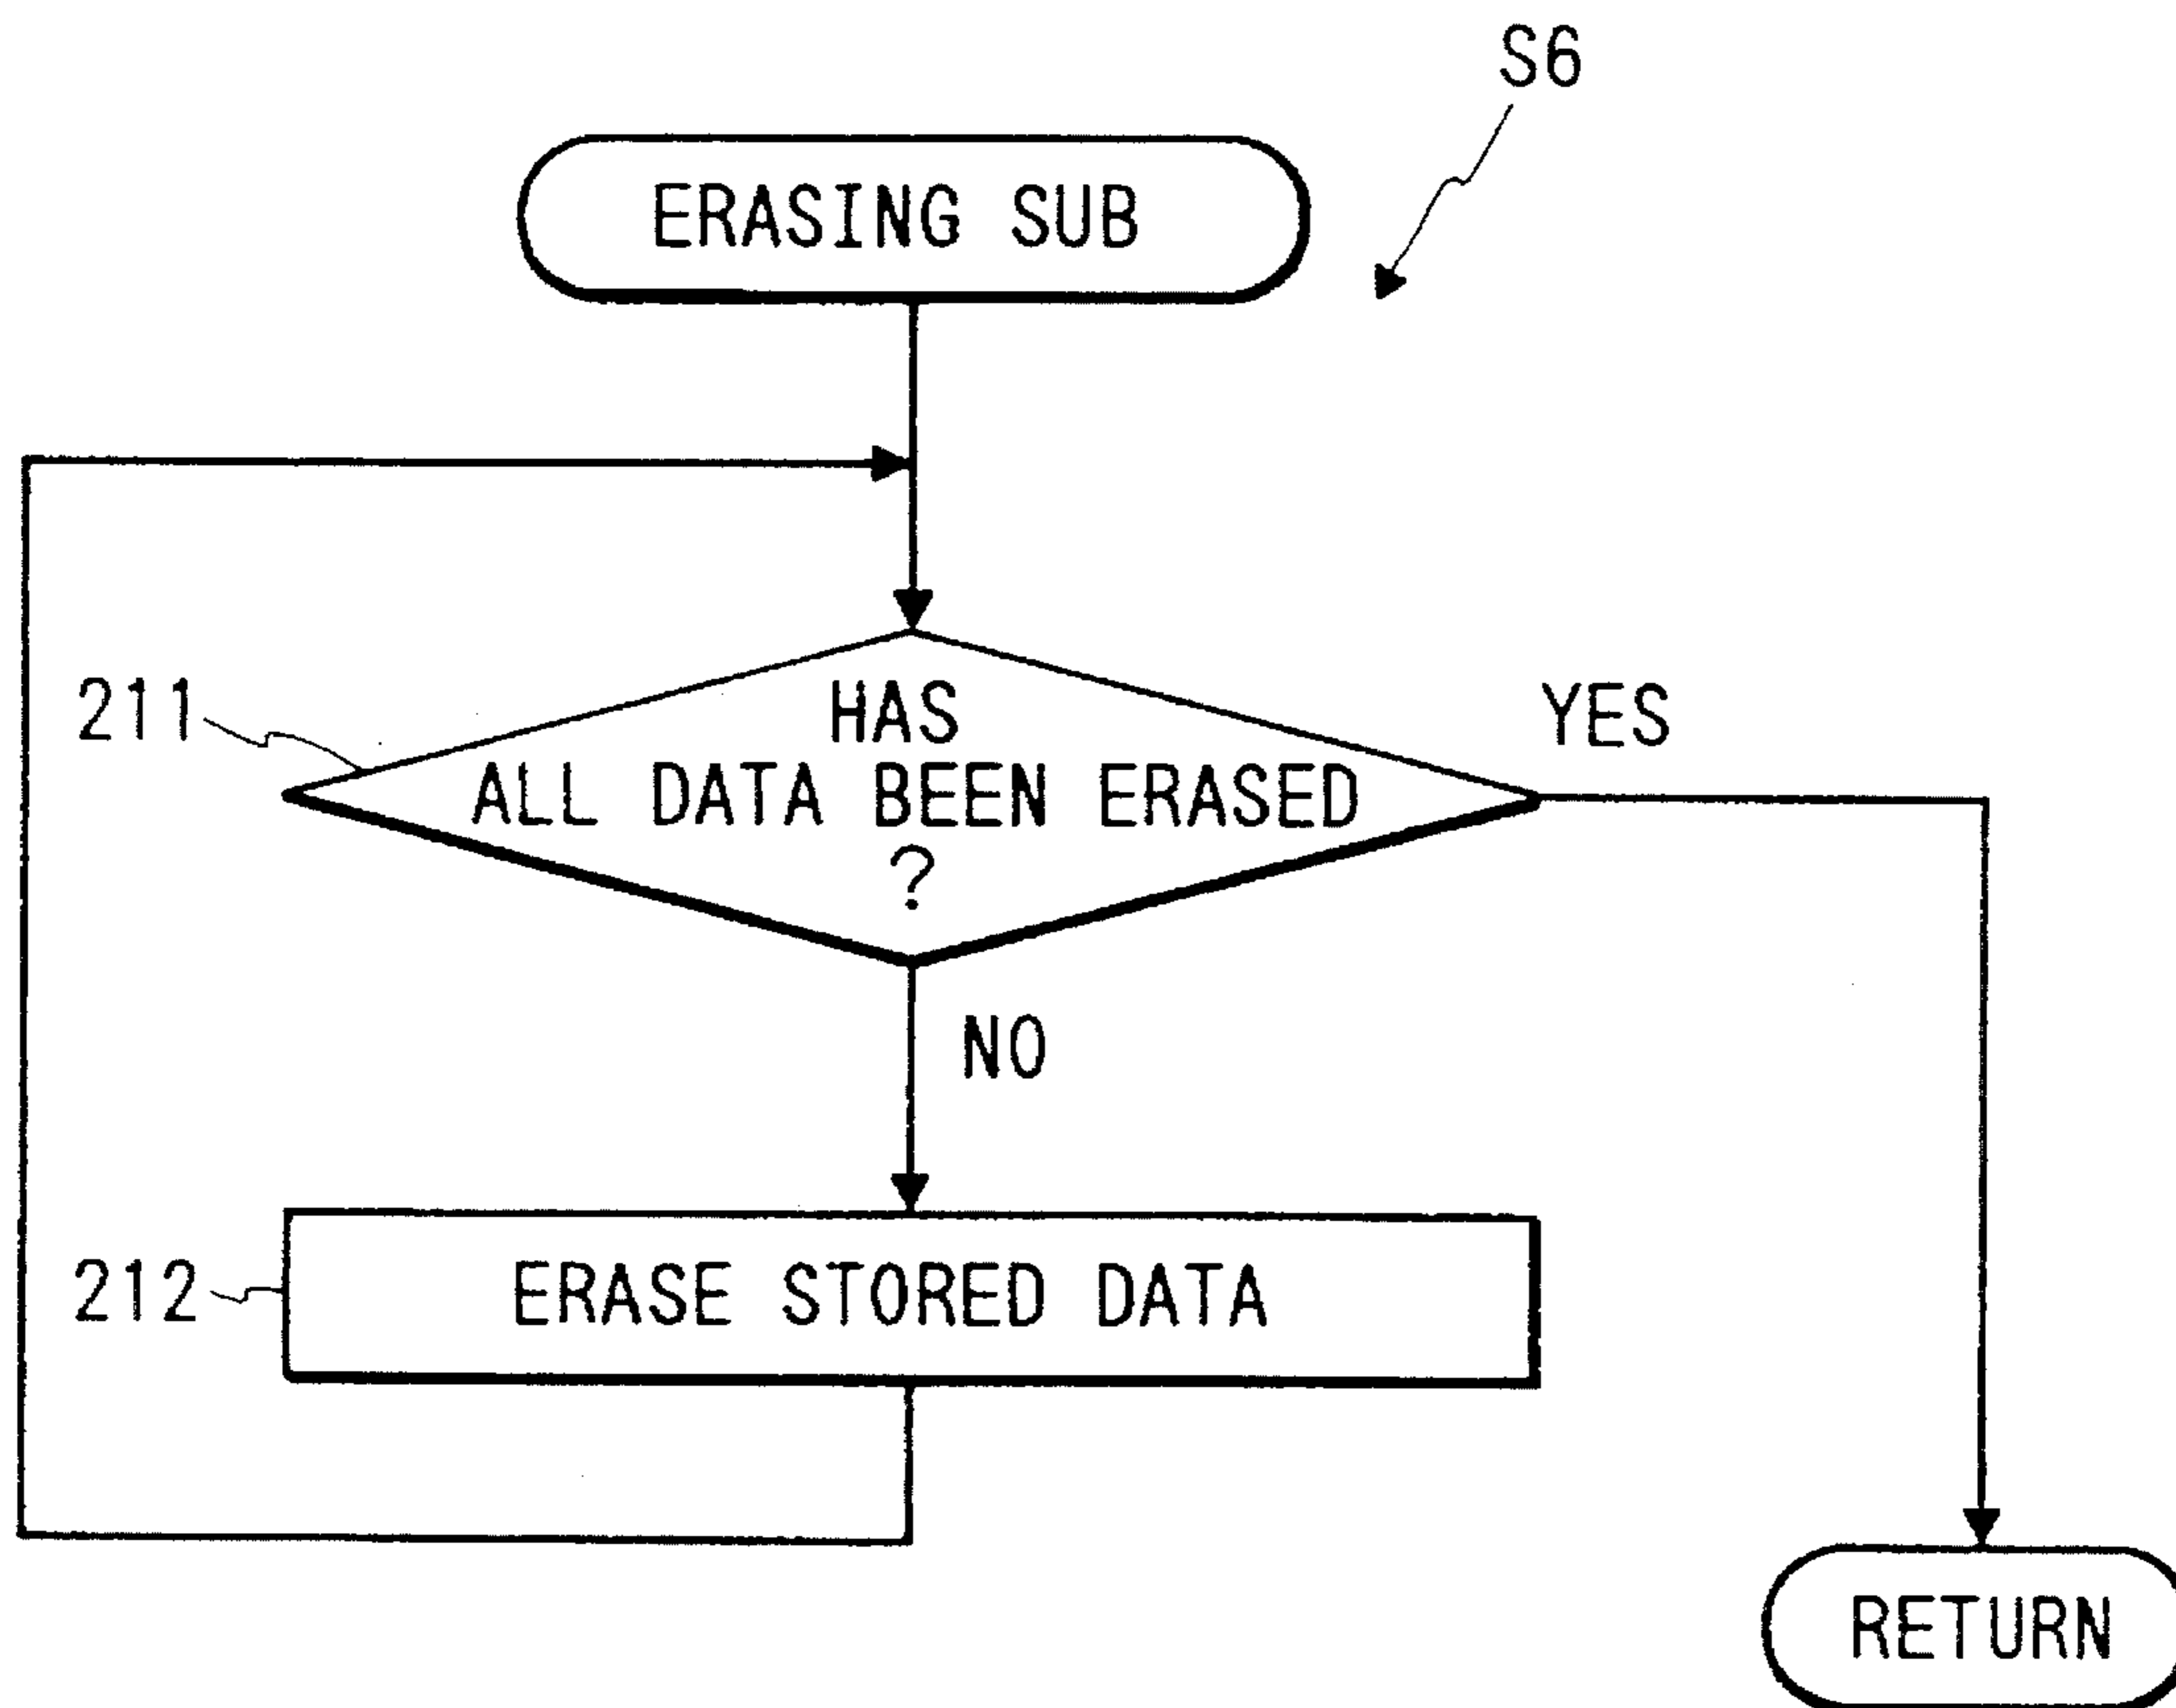 S6
ERASING SUB
211
HAS
ALL DATA BEEN ERASED
?
YES
NO
212
ERASE STORED DATA
RETURN